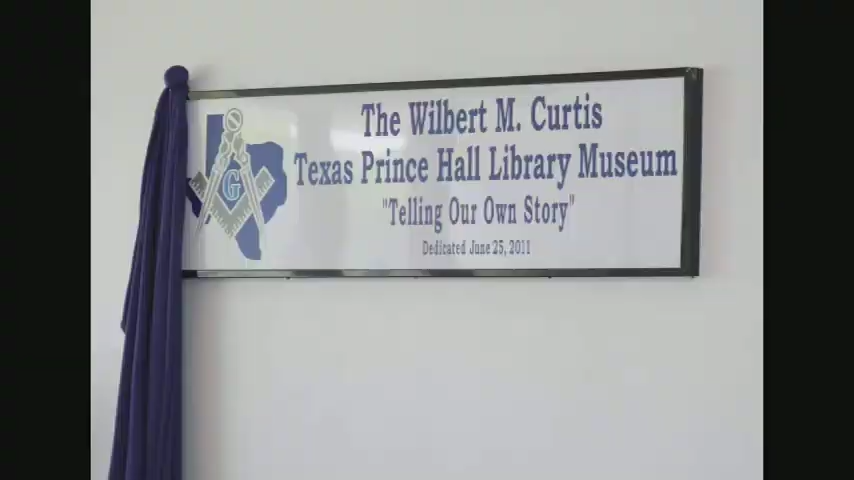 The Wilbert M. Curtis
Texas Prince Hall Library Museum
"Telling Our Own Story"
Dedicated June 25, 2011
G